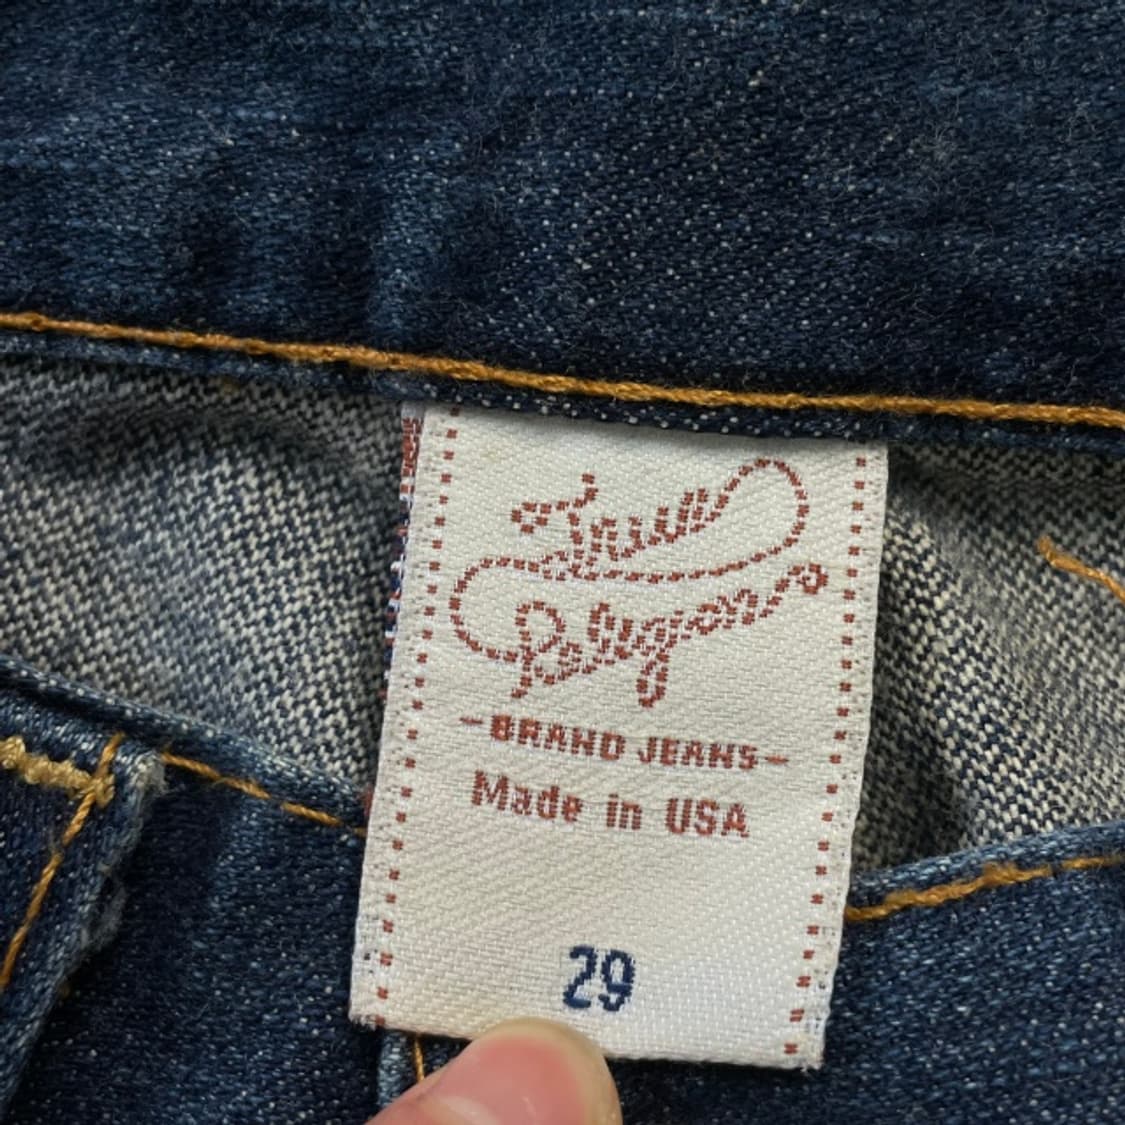 True
Religion
-BRAND JEANS-
Made in USA
29